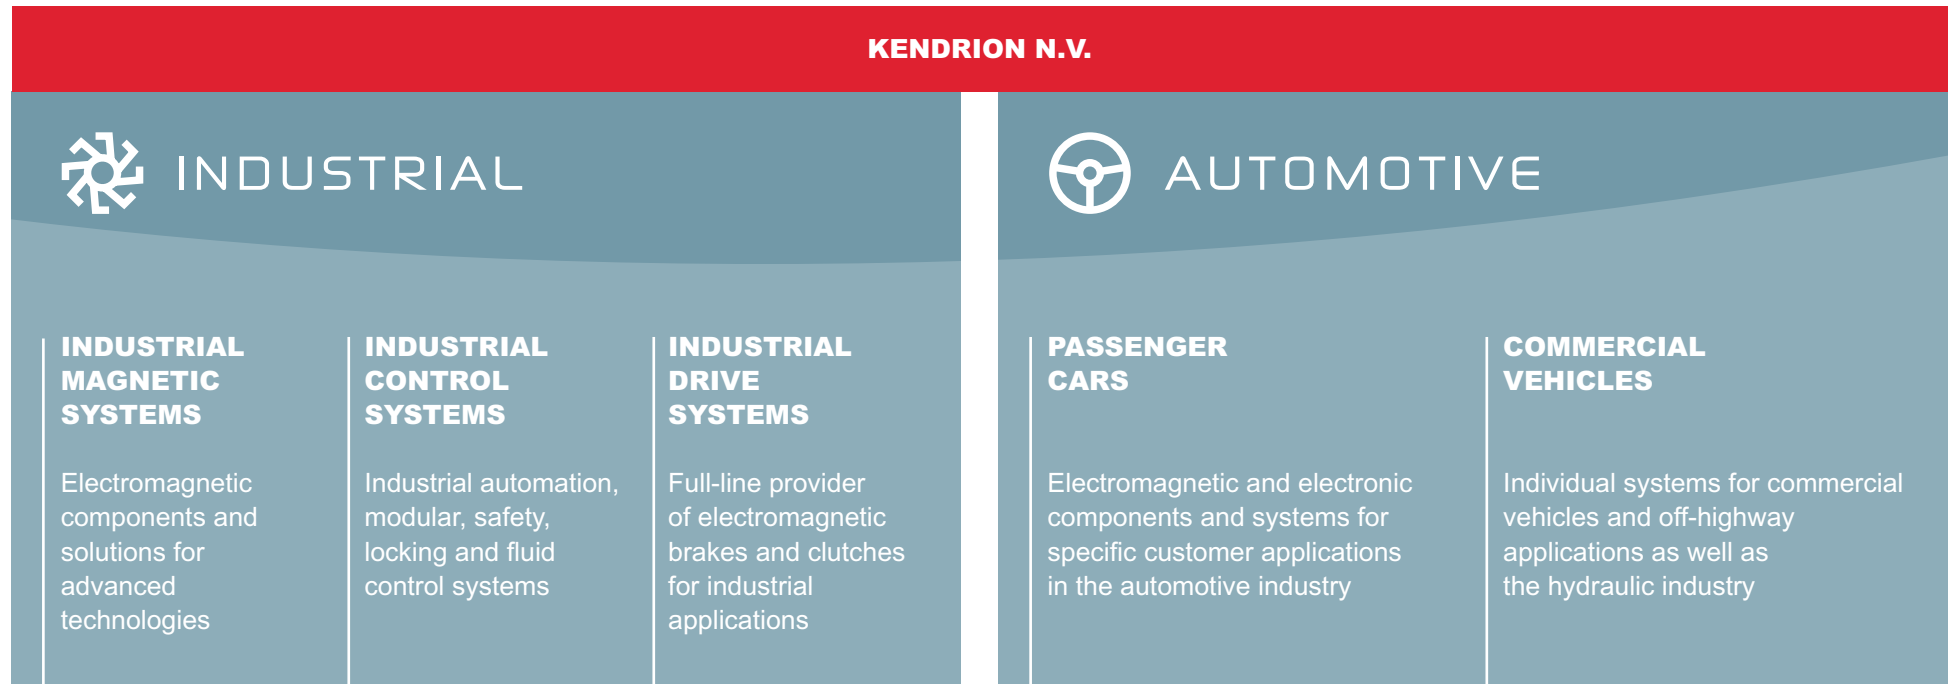 KENDRION N.V.
INDUSTRIAL
INDUSTRIAL
MAGNETIC
SYSTEMS
Electromagnetic
components and
solutions for
advanced
technologies
INDUSTRIAL
CONTROL
SYSTEMS
Industrial automation,
modular, safety,
locking and fluid
control systems
INDUSTRIAL
DRIVE
SYSTEMS
Full-line provider
of electromagnetic
brakes and clutches
for industrial
applications
AUTOMOTIVE
PASSENGER
CARS
Electromagnetic and electronic
components and systems for
specific customer applications
in the automotive industry
COMMERCIAL
VEHICLES
Individual systems for commercial
vehicles and off-highway
applications as well as
the hydraulic industry